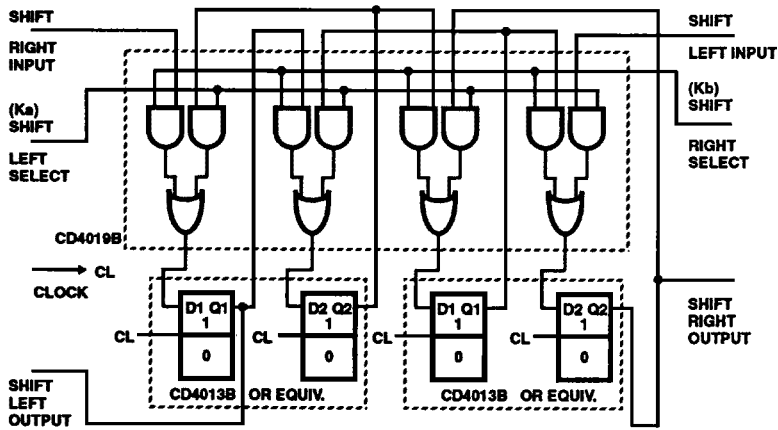 SHIFT
RIGHT
INPUT
SHIFT
LEFT INPUT
(Ka)
SHIFT
LEFT
SELECT
(Kb)
SHIFT
RIGHT
SELECT
CD4019B
CL
CLOCK
D1 Q1
1
0
CL
D2 Q2
1
0
CL
D1 Q1
1
0
CL
D2 Q2
1
0
CL
CD4013B OR EQUIV.
CD4013B OR EQUIV.
SHIFT
RIGHT
OUTPUT
SHIFT
LEFT
OUTPUT